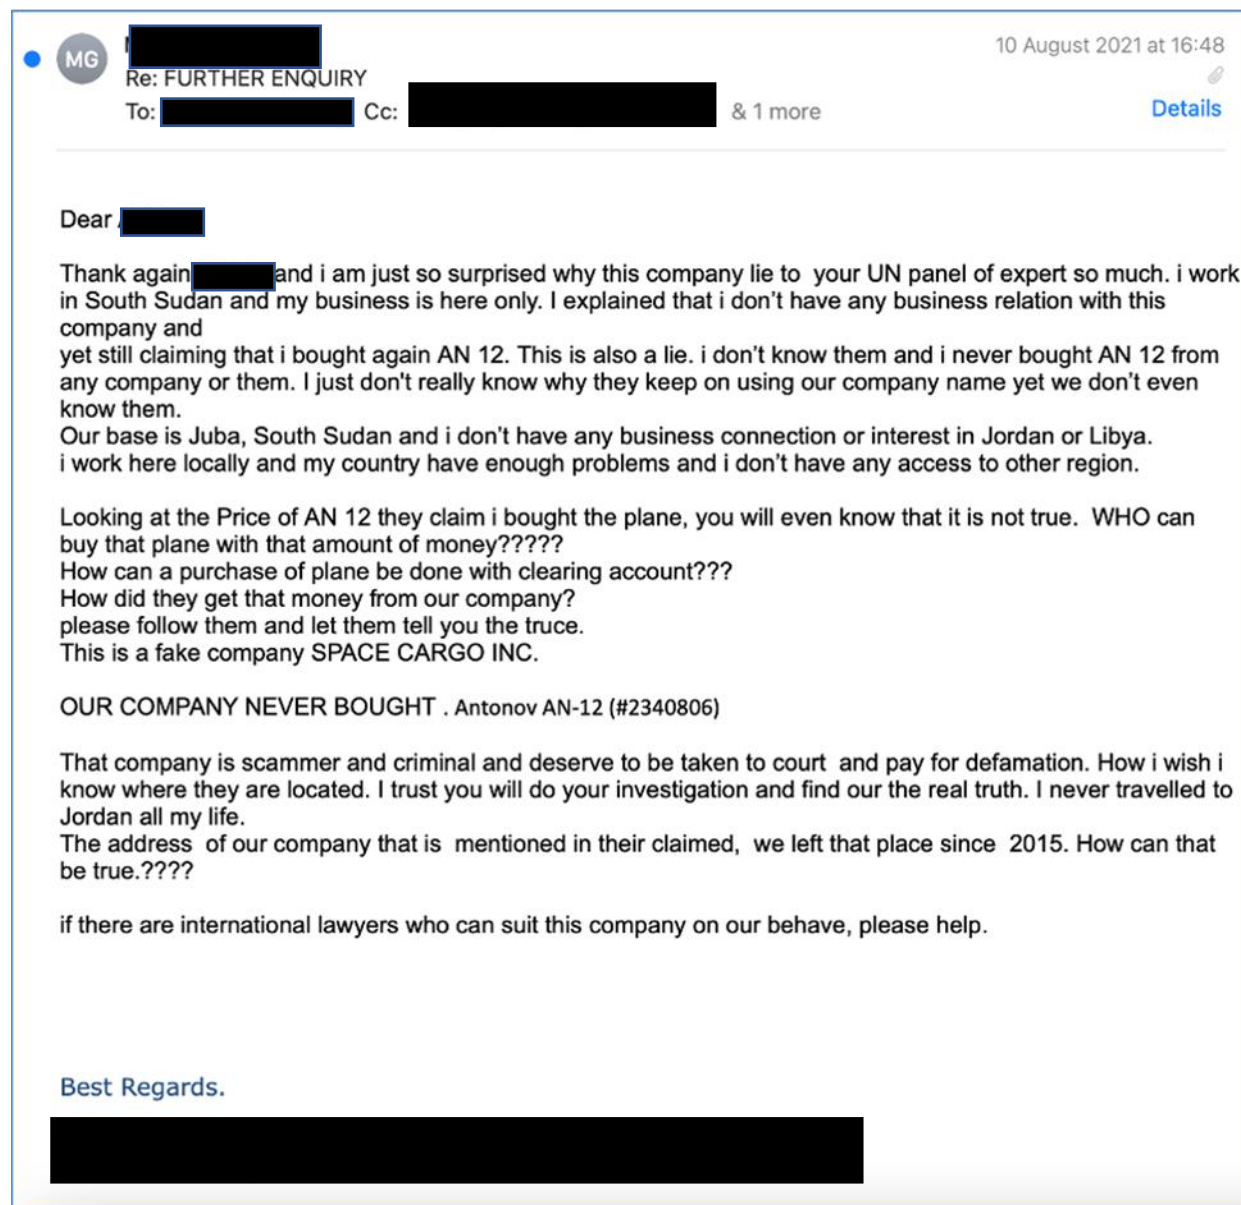 MG
10 August 2021 at 16:48
Re: FURTHER ENQUIRY
To: Cc: & 1 more
Details
Dear
Thank again and i am just so surprised why this company lie to your UN panel of expert so much. i work
in South Sudan and my business is here only. I explained that i don’t have any business relation with this
company and
yet still claiming that i bought again AN 12. This is also a lie. i don’t know them and i never bought AN 12 from
any company or them. I just don't really know why they keep on using our company name yet we don’t even
know them.
Our base is Juba, South Sudan and i don’t have any business connection or interest in Jordan or Libya.
i work here locally and my country have enough problems and i don’t have any access to other region.
Looking at the Price of AN 12 they claim i bought the plane, you will even know that it is not true. WHO can
buy that plane with that amount of money?????
How can a purchase of plane be done with clearing account???
How did they get that money from our company?
please follow them and let them tell you the truce.
This is a fake company SPACE CARGO INC.
OUR COMPANY NEVER BOUGHT . Antonov AN-12 (#2340806)
That company is scammer and criminal and deserve to be taken to court and pay for defamation. How i wish i
know where they are located. I trust you will do your investigation and find our the real truth. I never travelled to
Jordan all my life.
The address of our company that is mentioned in their claimed, we left that place since 2015. How can that
be true.????
if there are international lawyers who can suit this company on our behave, please help.
Best Regards.